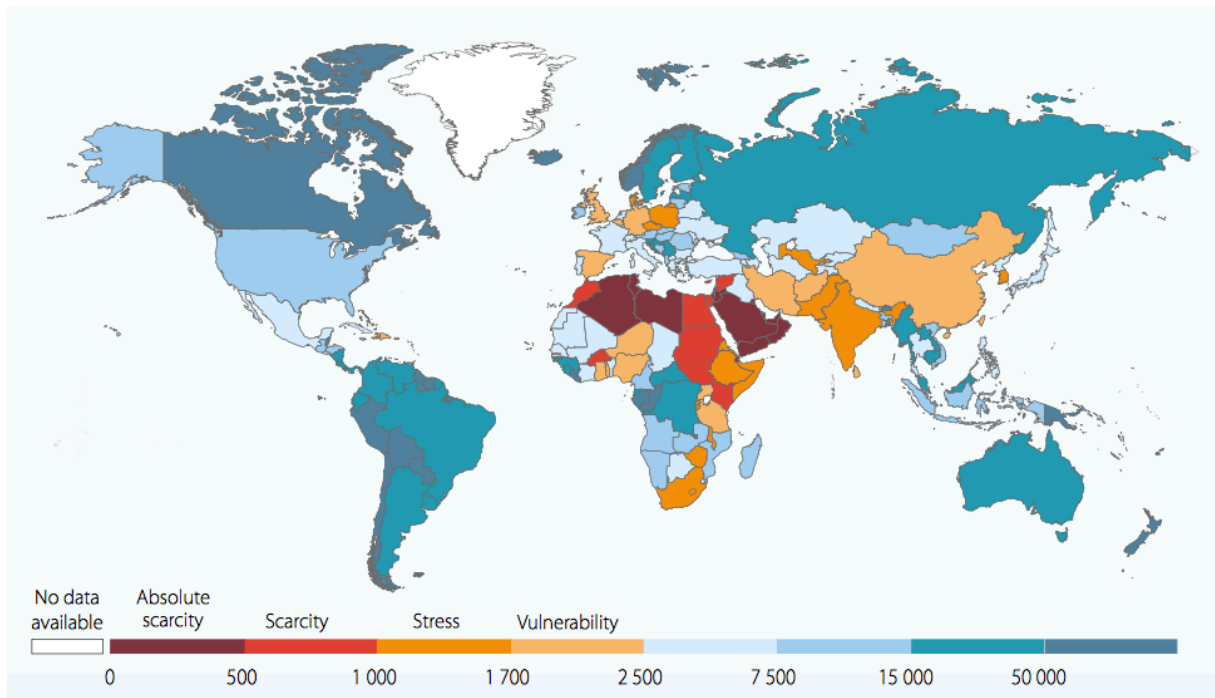 No data
available
Absolute
scarcity
Scarcity
Stress
Vulnerability
0
500
1 000
1 700
2 500
7 500
15 000
50 000